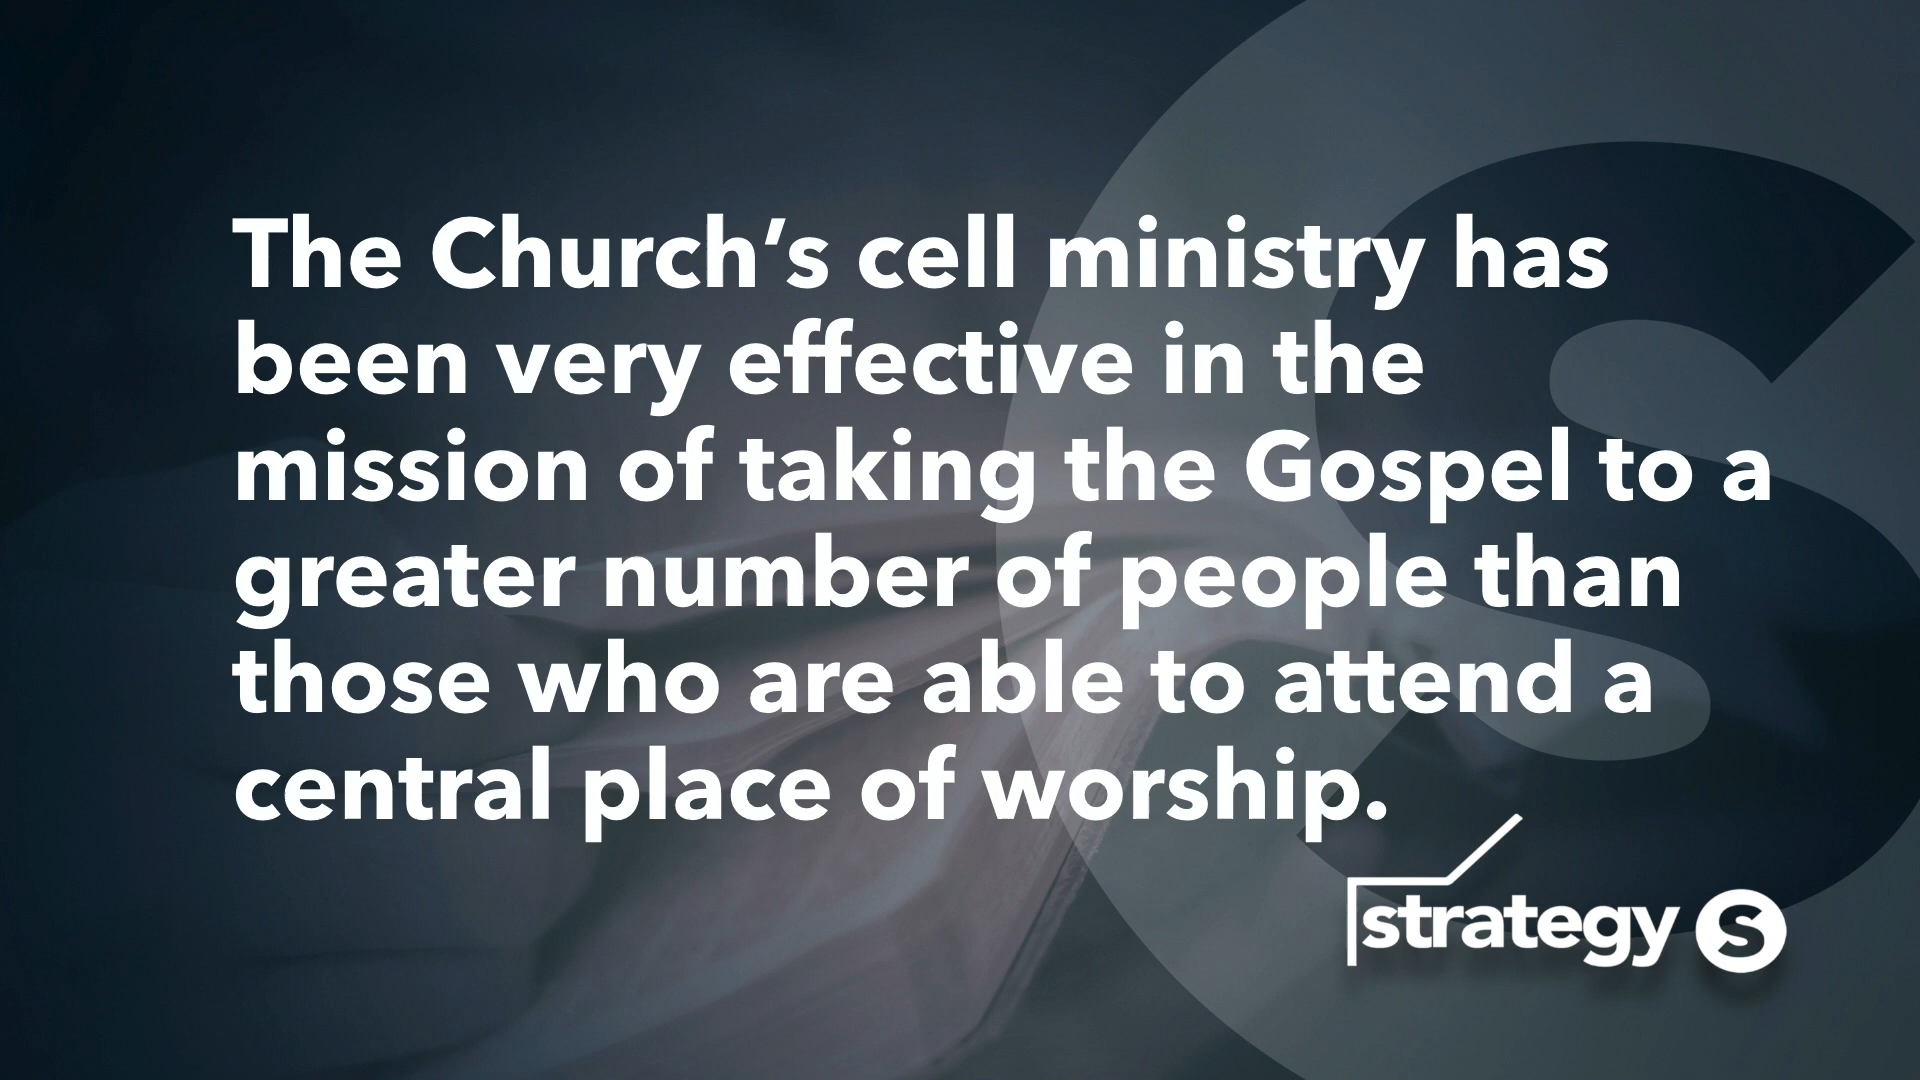 The Church’s cell ministry has
been very effective in the
mission of taking the Gospel to a
greater number of people than
those who are able to attend a
central place of worship.
strategy S